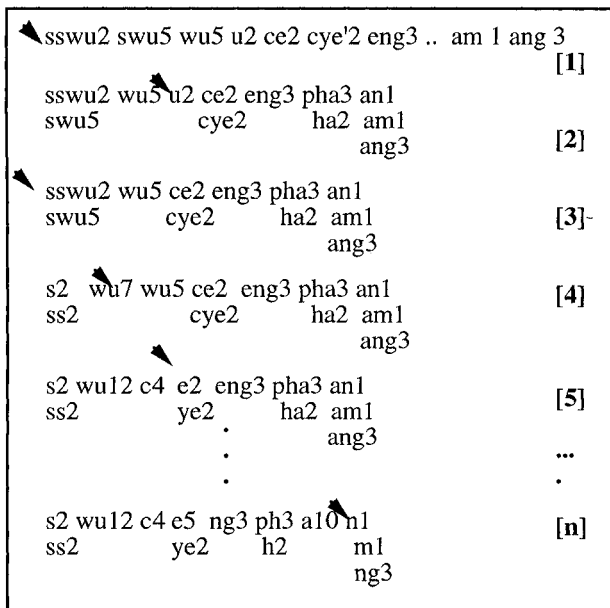 sswu2 swu5 wu5 u2 ce2 cye'2 eng3 .. am 1 ang 3
[1]
sswu2 wu5 u2 ce2 eng3 pha3 an1
swu5 cye2 ha2 am1 [2]
ang3
sswu2 wu5 ce2 eng3 pha3 an1
swu5 cye2 ha2 am1 [3]
ang3
s2 wu7 wu5 ce2 eng3 pha3 an1 [4]
ss2 cye2 ha2 am1
ang3
s2 wu12 c4 e2 eng3 pha3 an1 [5]
ss2 ye2 ha2 am1
ang3
...
s2 wu12 c4 e5 ng3 ph3 a10 n1 [n]
ss2 ye2 h2 m1
ng3